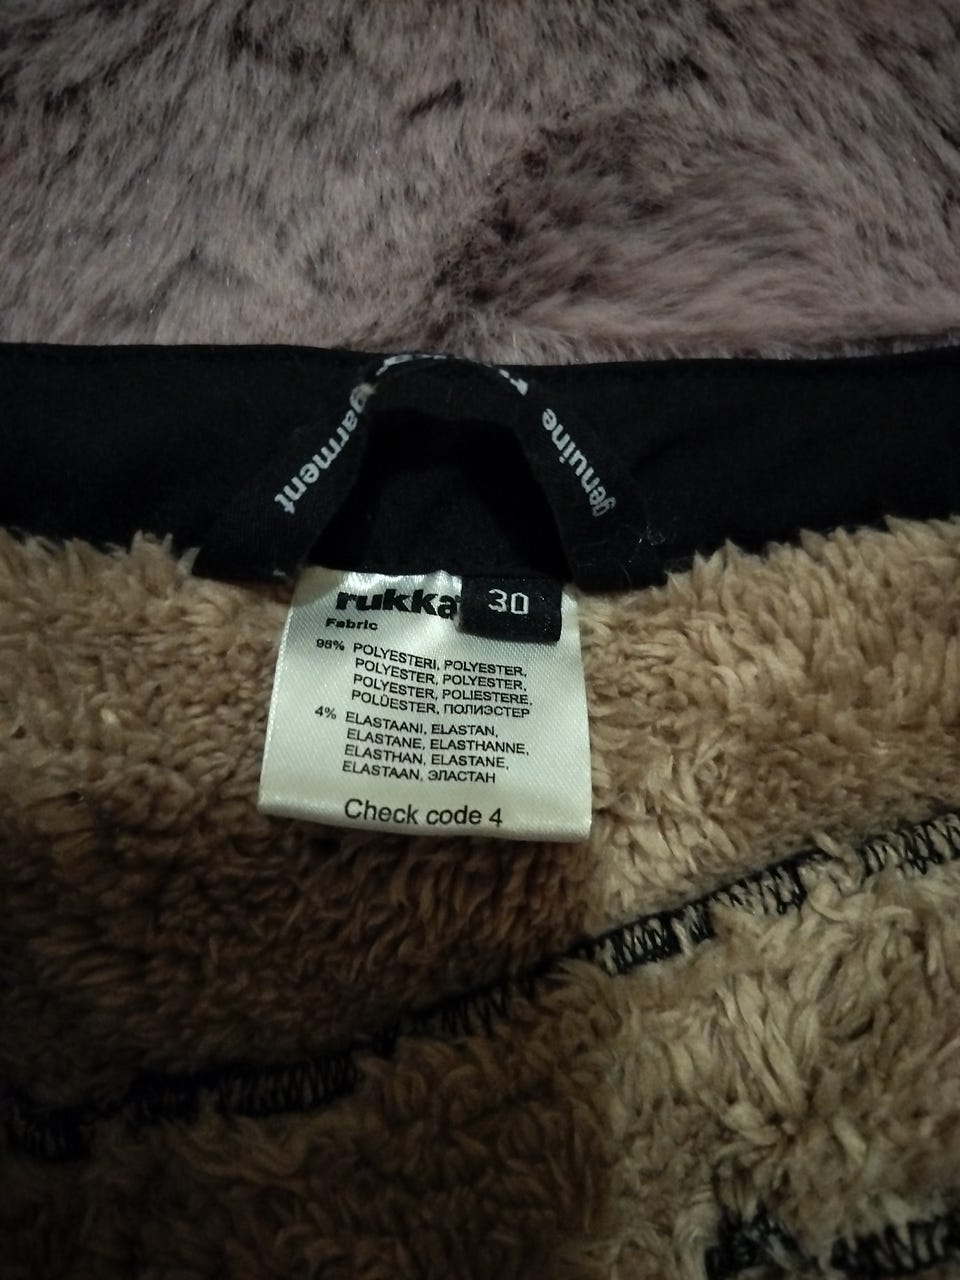 garment
genuine
rukka
30
Fabric
96% POLYESTERI, POLYESTER,
POLYESTER, POLYESTER,
POLYESTER, POLIESTERE,
POLÜESTER, ПОЛИЭСТЕР
4% ELASTAANI, ELASTAN,
ELASTANE, ELASTHANNE,
ELASTHAN, ELASTANE,
ELASTAAN, ЭЛАСТАН
Check code 4